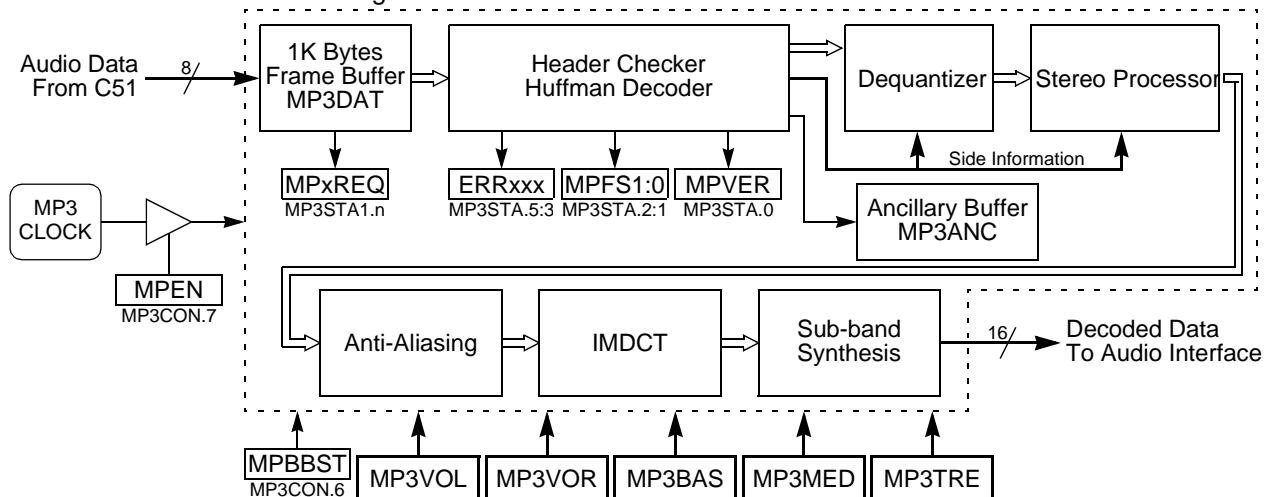 Audio Data
From C51
8
1K Bytes
Frame Buffer
MP3DAT
Header Checker
Huffman Decoder
Dequantizer
Stereo Processor
Side Information
MPxREQ
MP3STA1.n
ERRxxx
MP3STA.5:3
MPFS1:0
MP3STA.2:1
MPVER
MP3STA.0
Ancillary Buffer
MP3ANC
MP3
CLOCK
MPEN
MP3CON.7
Anti-Aliasing
IMDCT
Sub-band
Synthesis
16
Decoded Data
To Audio Interface
MPBBST
MP3CON.6
MP3VOL
MP3VOR
MP3BAS
MP3MED
MP3TRE